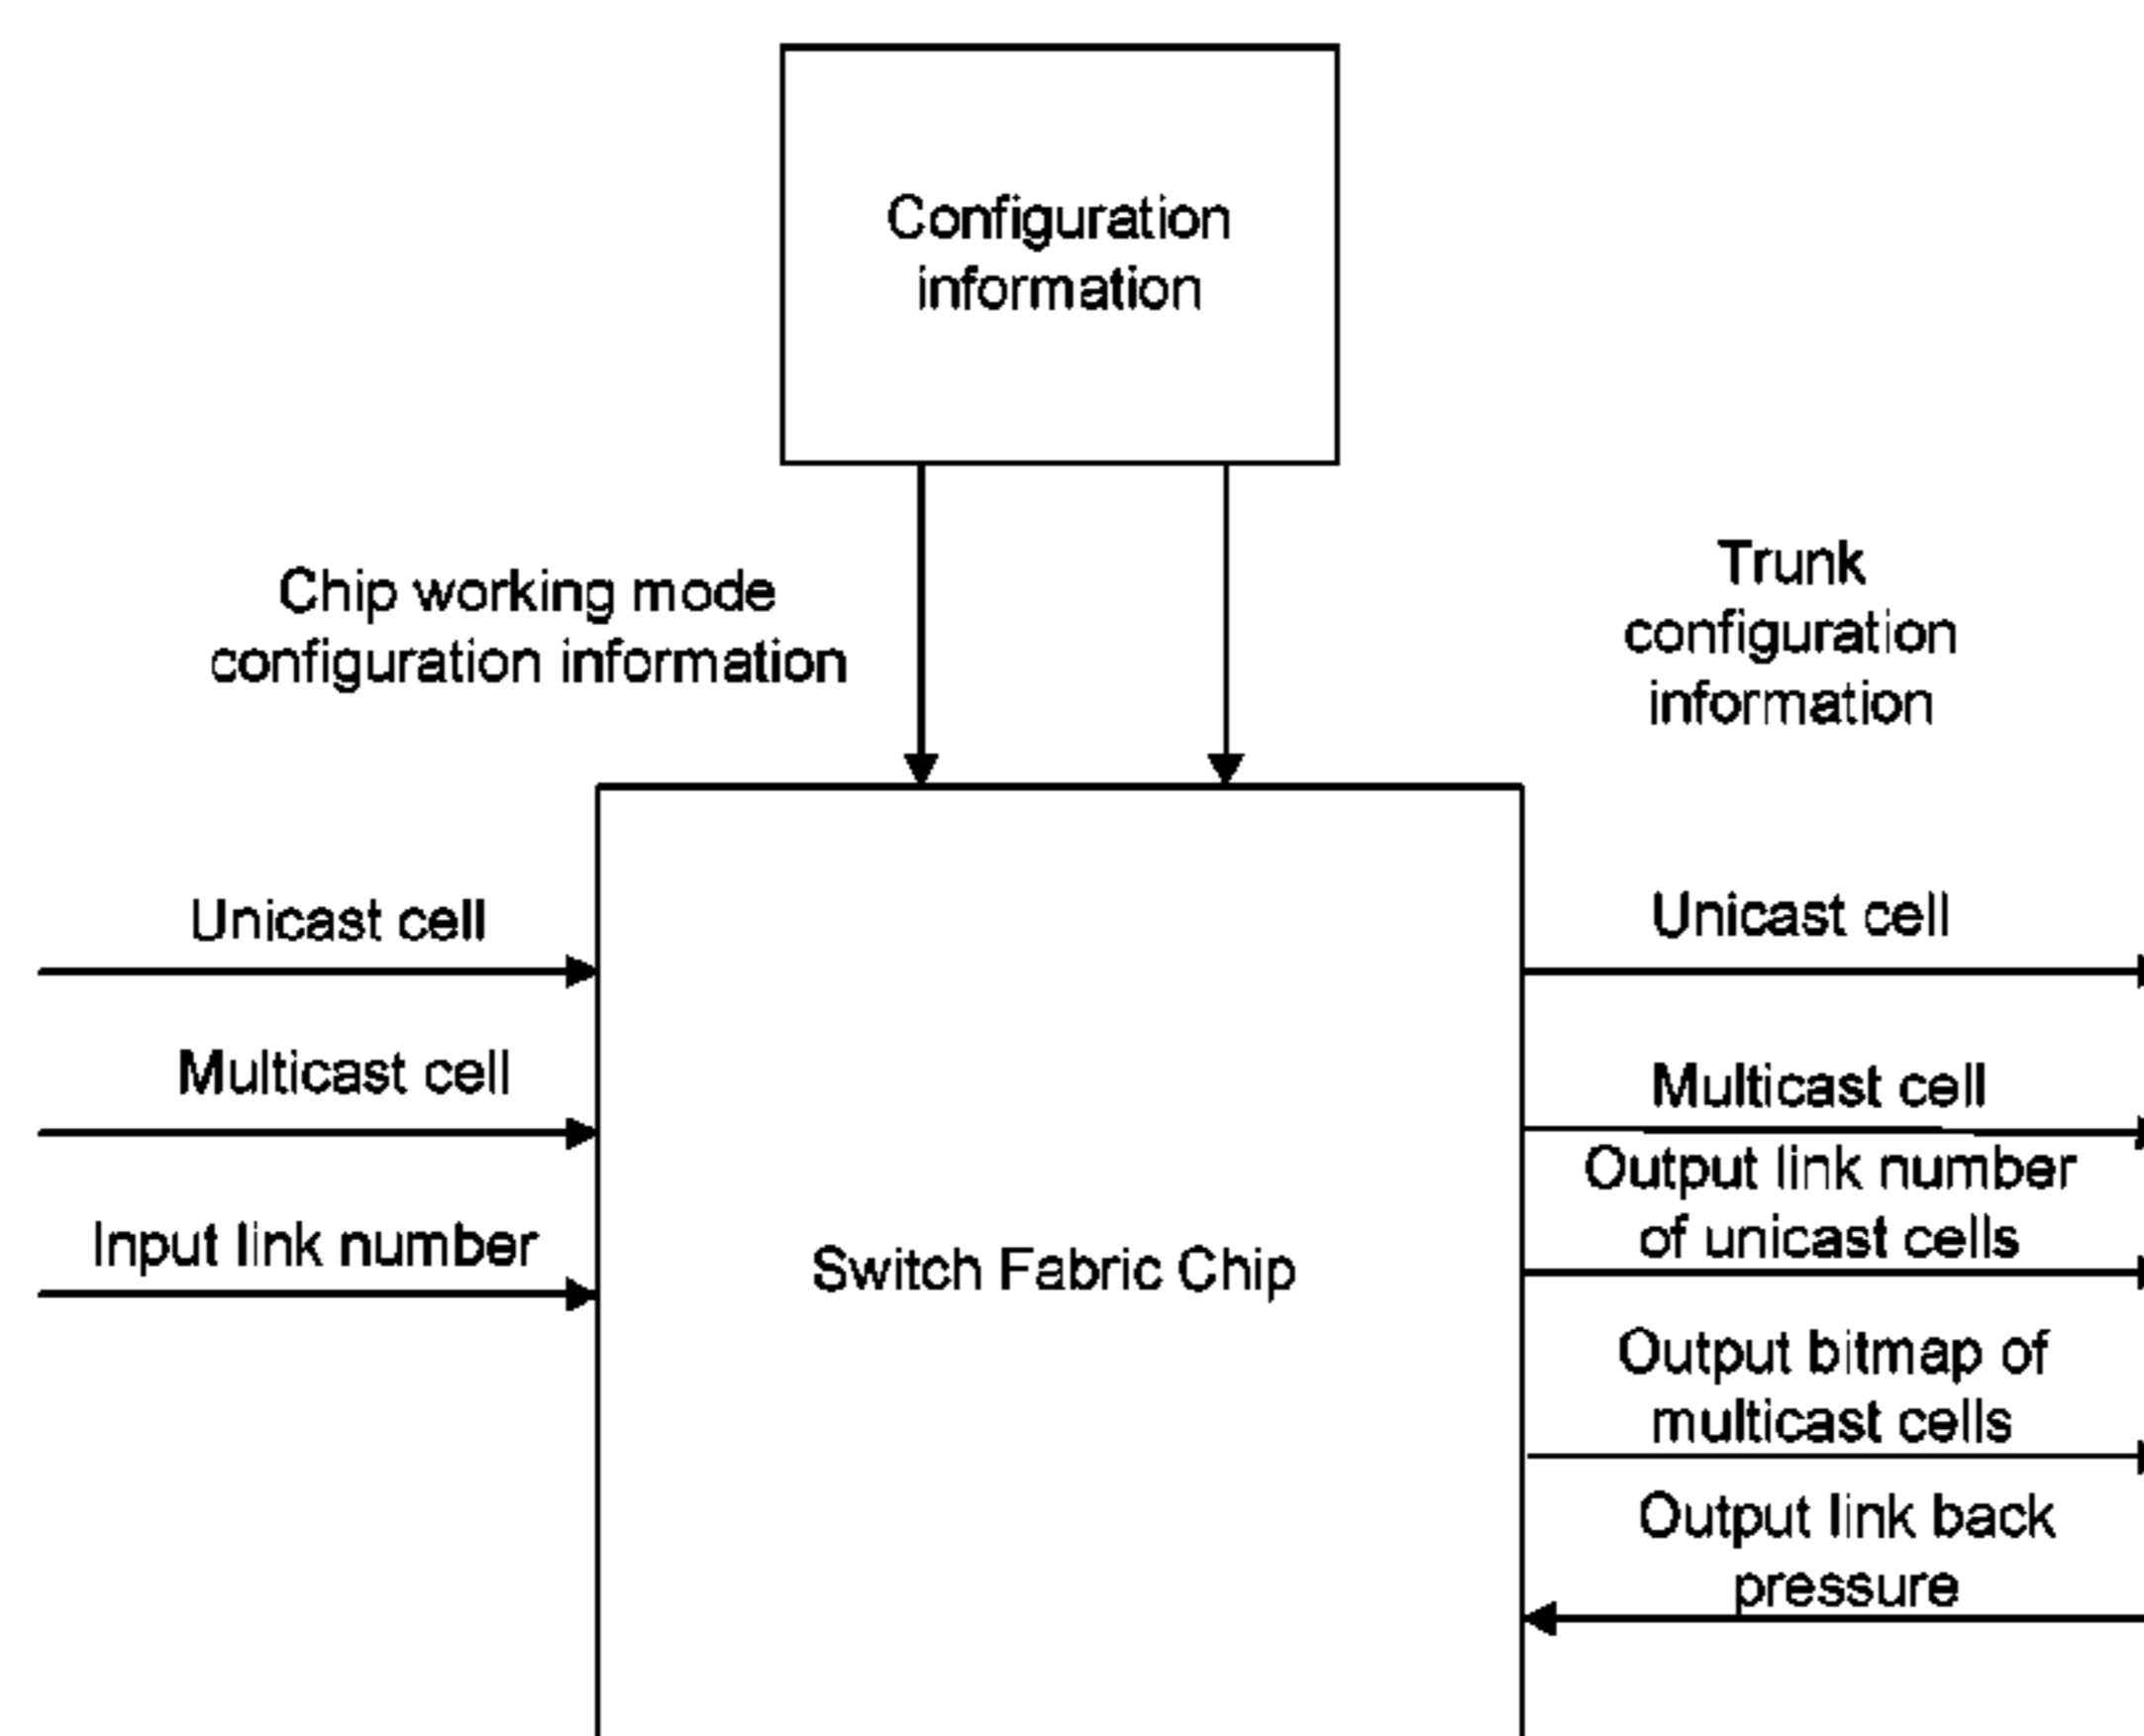 Configuration
information
Chip working mode
configuration information
Trunk
configuration
information
Unicast cell
Multicast cell
Input link number
Switch Fabric Chip
Unicast cell
Multicast cell
Output link number
of unicast cells
Output bitmap of
multicast cells
Output link back
pressure